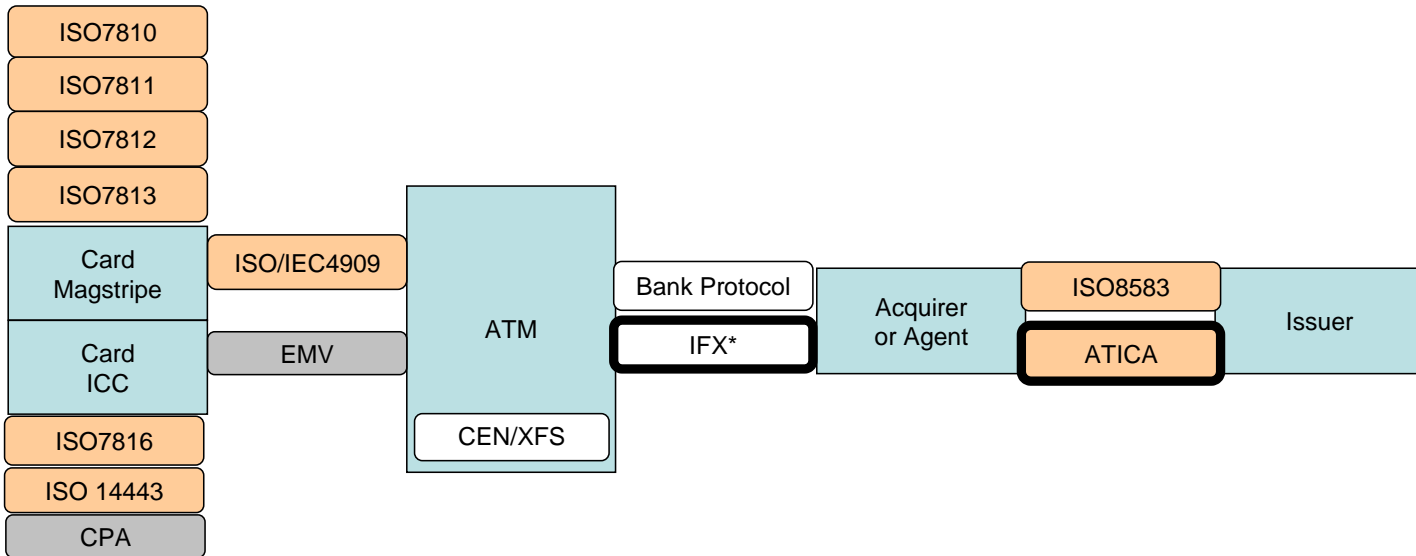 ISO7810
ISO7811
ISO7812
ISO7813
Card
Magstripe
ISO/IEC4909
Card
ICC
EMV
ISO7816
ISO 14443
CPA
ATM
CEN/XFS
Bank Protocol
IFX*
Acquirer
or Agent
ISO8583
ATICA
Issuer